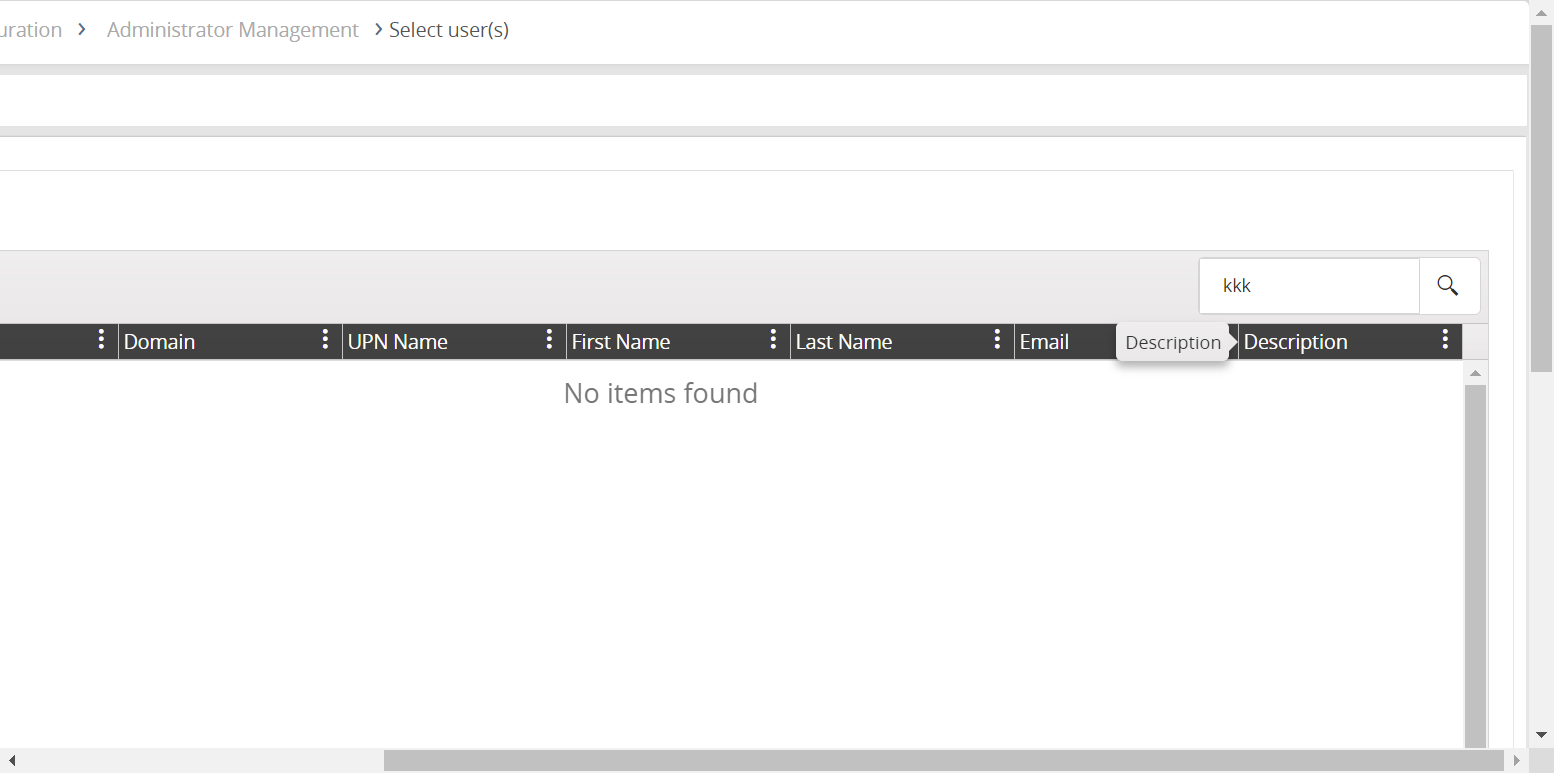 uration > Administrator Management > Select user(s)
kkk
Domain UPN Name First Name Last Name Email Description Description
No items found